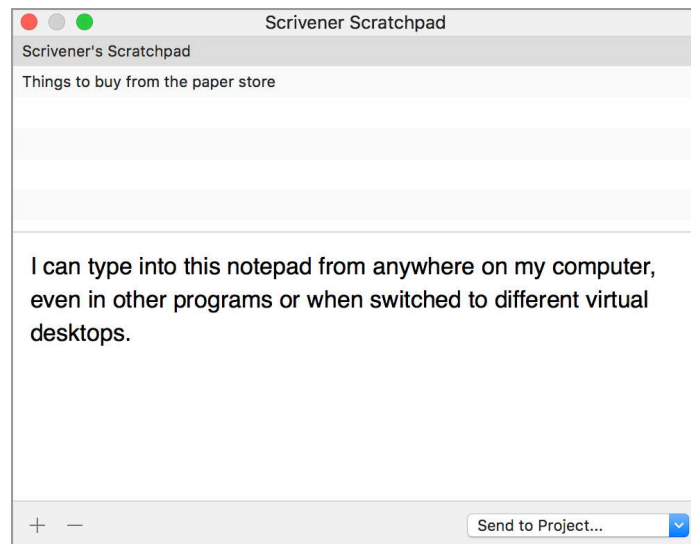 Scrivener Scratchpad
Scrivener's Scratchpad
Things to buy from the paper store
I can type into this notepad from anywhere on my computer,
even in other programs or when switched to different virtual
desktops.
+ −
Send to Project...